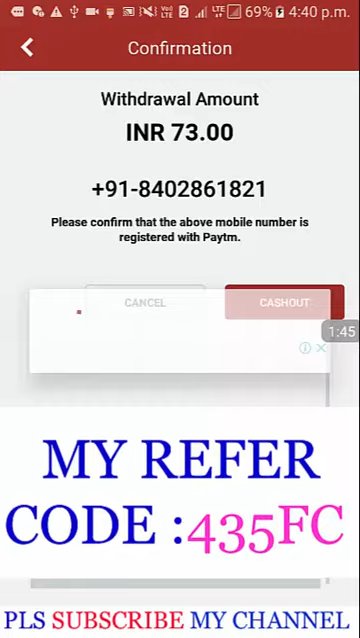 69% 4:40 p.m.
Confirmation
Withdrawal Amount
INR 73.00
+91-8402861821
Please confirm that the above mobile number is
registered with Paytm.
CANCEL CASHOUT
1:45
MY REFER
CODE :435FC
PLS SUBSCRIBE MY CHANNEL